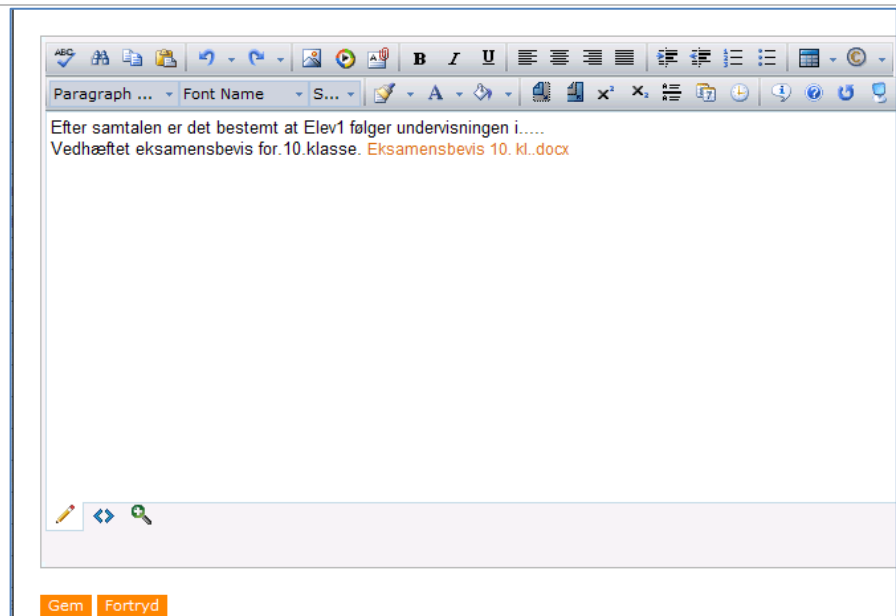 Paragraph ... Font Name S...
Efter samtalen er det bestemt at Elev1 følger undervisningen i.....
Vedhæftet eksamensbevis for.10.klasse. Eksamensbevis 10. kl..docx
Gem Fortryd